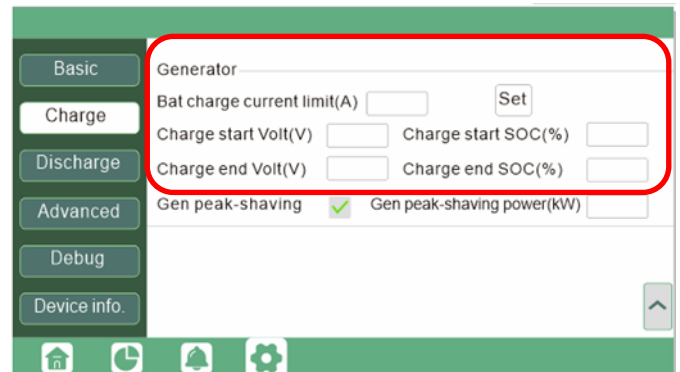 Basic
Charge
Discharge
Advanced
Debug
Device info.
Generator
Bat charge current limit(A) Set
Charge start Volt(V) Charge start SOC(%)
Charge end Volt(V) Charge end SOC(%)
Gen peak-shaving Gen peak-shaving power(kW)